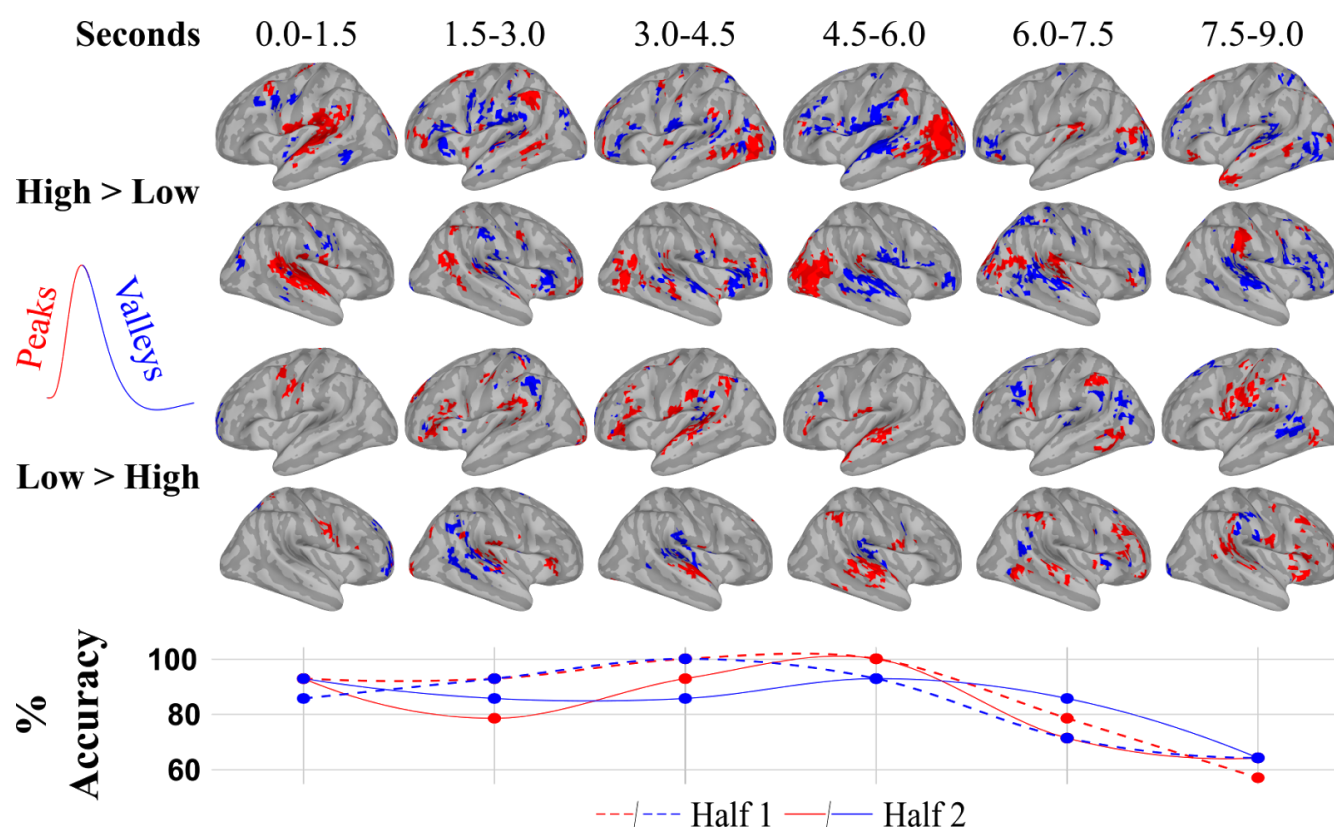 Seconds 0.0-1.5 1.5-3.0 3.0-4.5 4.5-6.0 6.0-7.5 7.5-9.0
High > Low
Peaks
Valleys
Low > High
% Accuracy
100
80
60
/ Half 1 / Half 2